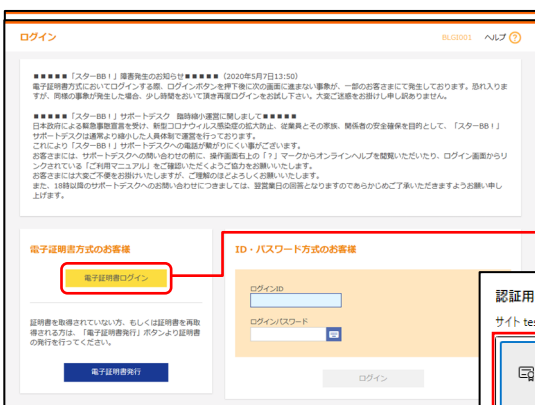 ログイン
BLGI001 ヘルプ ?
■■■■■「スターBB！」障害発生のお知らせ■■■■■（2020年5月7日13:50）
電子証明書方式においてログインする際、ログインボタンを押下後に次の画面に進まない事象が、一部のお客さまにて発生しております。恐れ入りま
すが、同様の事象が発生した場合、少し時間をおいて頂き再度ログインをお試し下さい。大変ご迷惑をお掛けし申し訳ありません。
■■■■■「スターBB！」サポートデスク 臨時縮小運営に関しまして■■■■■
日本政府による緊急事態宣言を受け、新型コロナウィルス感染症の拡大防止、従業員とその家族、関係者の安全確保を目的として、「スターBB！」
サポートデスクは通常より縮小した人員体制で運営を行っております。
これにより「スターBB！」サポートデスクへの電話が繋がりにくい事がございます。
お客さまには、サポートデスクへの問い合わせの前に、操作画面右上の「？」マークからオンラインヘルプを閲覧いただいたり、ログイン画面からリ
ンクされている「ご利用マニュアル」をご確認いただくようご協力をお願いいたします。
お客さまには大変ご不便をお掛けいたしますが、ご理解のほどよろしくお願いいたします。
また、18時以降のサポートデスクへのお問い合わせにつきましては、翌営業日の回答となりますのであらかじめご了承いただきますようお願い申し
上げます。
電子証明書方式のお客様
電子証明書ログイン
証明書を取得されていない方、もしくは証明書を再取
得される方は、「電子証明書発行」ボタンより証明書
の発行を行ってください。
電子証明書発行
ID・パスワード方式のお客様
ログインID
ログインパスワード
ログイン
認証用
サイト tes